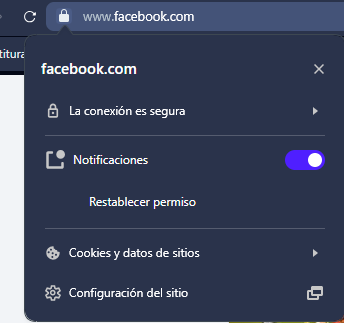 www.facebook.com
titura
facebook.com
La conexión es segura
Notificaciones
Restablecer permiso
Cookies y datos de sitios
Configuración del sitio